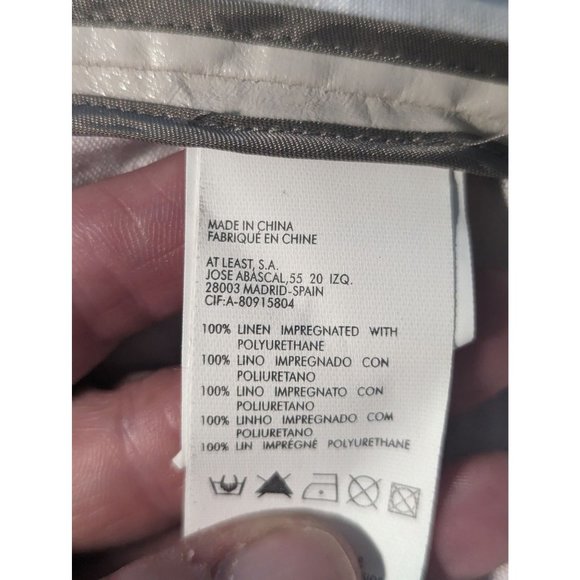 MADE IN CHINA
FABRIQUÉ EN CHINE
AT LEAST, S.A.
JOSE ABASCAL,55 20 IZQ.
28003 MADRID-SPAIN
CIF:A-80915804
100% LINEN IMPREGNATED WITH
POLYURETHANE
100% LINO IMPREGNADO CON
POLIURETANO
100% LINO IMPREGNATO CON
POLIURETANO
100% LINHO IMPREGNADO COM
POLIURETANO
100% LIN IMPRÉGNÉ POLYURETHANE